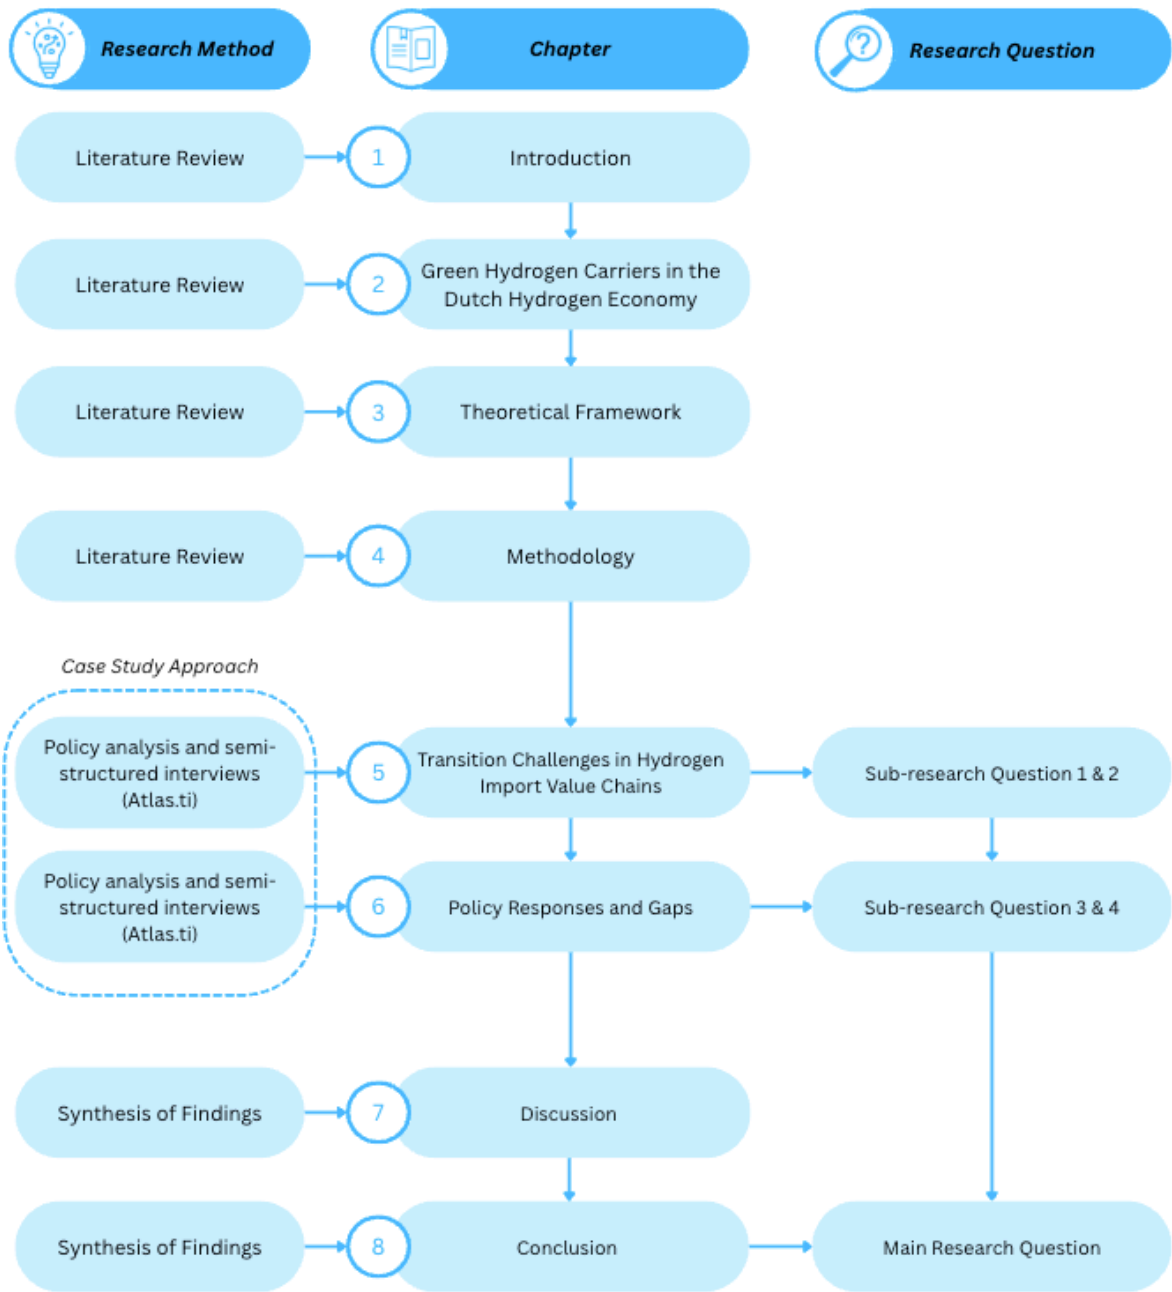 Research Method
Chapter
Research Question
Literature Review
1
Introduction
Literature Review
2
Green Hydrogen Carriers in the
Dutch Hydrogen Economy
Literature Review
3
Theoretical Framework
Literature Review
4
Methodology
Case Study Approach
Policy analysis and semi-
structured interviews
(Atlas.ti)
5
Transition Challenges in Hydrogen
Import Value Chains
Sub-research Question 1 & 2
Policy analysis and semi-
structured interviews
(Atlas.ti)
6
Policy Responses and Gaps
Sub-research Question 3 & 4
Synthesis of Findings
7
Discussion
Synthesis of Findings
8
Conclusion
Main Research Question